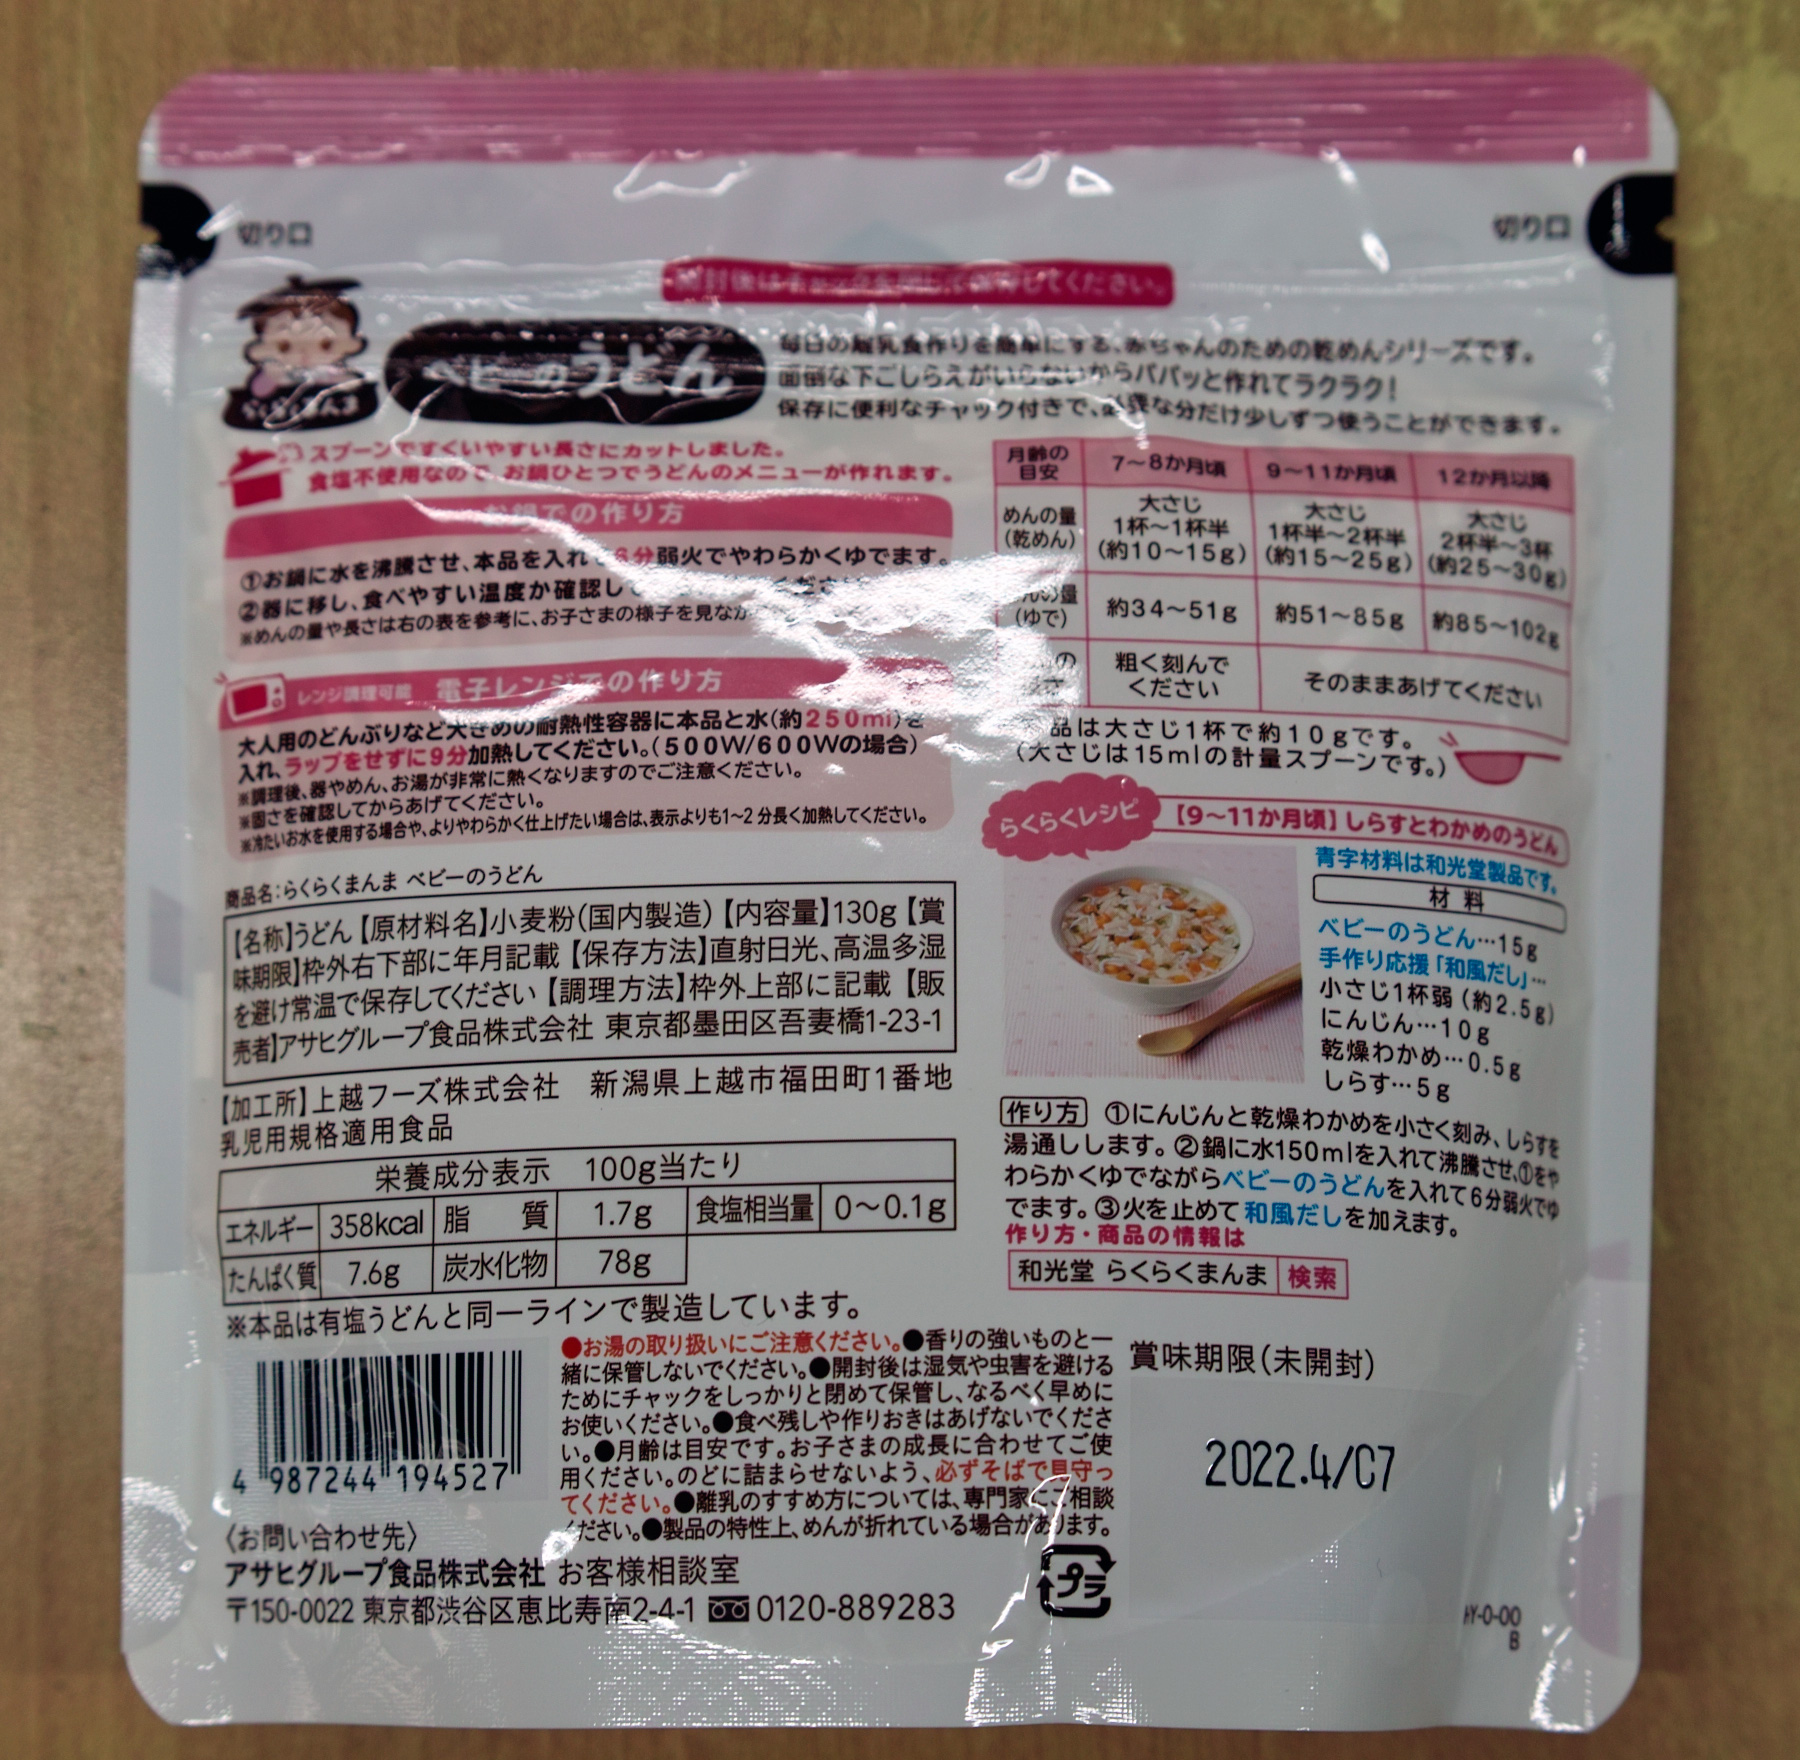 切り口
切り口
開封後はチャックを閉じて保存してください。
らくらくまんま
ベビーのうどん
毎日の離乳食作りを簡単にする、赤ちゃんのための乾めんシリーズです。
面倒な下ごしらえがいらないからパパッと作れてラクラク!
保存に便利なチャック付きで、必要な分だけ少しずつ使うことができます。
スプーンですくいやすい長さにカットしました。
食塩不使用なので、お鍋ひとつでうどんのメニューが作れます。
お鍋での作り方
①お鍋に水を沸騰させ、本品を入れて6分弱火でやわらかくゆでます。
②器に移し、食べやすい温度か確認し
※めんの量や長さは右の表を参考に、お子さまの様子を見なが
レンジ調理可能 電子レンジでの作り方
大人用のどんぶりなど大きめの耐熱性容器に本品と水(約250ml)を
入れ、ラップをせずに9分加熱してください。(500W/600Wの場合)
※調理後、器やめん、お湯が非常に熱くなりますのでご注意ください。
※固さを確認してからあげてください。
※冷たいお水を使用する場合や、よりやわらかく仕上げたい場合は、表示よりも1〜2分長く加熱してください。
月齢の目安 7〜8か月頃 9〜11か月頃 12か月以降
めんの量(乾めん) 大さじ1杯〜1杯半(約10〜15g) 大さじ1杯半〜2杯半(約15〜25g) 大さじ2杯半〜3杯(約25〜30g)
んの量(ゆで) 約34〜51g 約51〜85g 約85〜102g
の さ 粗く刻んでください そのままあげてください
品は大さじ1杯で約10gです。
(大さじは15mlの計量スプーンです。)
らくらくレシピ 【9〜11か月頃】しらすとわかめのうどん
青字材料は和光堂製品です。
材料
ベビーのうどん…15g
手作り応援「和風だし」…
小さじ1杯弱(約2.5g)
にんじん…10g
乾燥わかめ…0.5g
しらす…5g
作り方 ①にんじんと乾燥わかめを小さく刻み、しらすを
湯通しします。②鍋に水150mlを入れて沸騰させ、①をや
わらかくゆでながらベビーのうどんを入れて6分弱火でゆ
でます。③火を止めて和風だしを加えます。
作り方・商品の情報は
和光堂 らくらくまんま 検索
商品名:らくらくまんま ベビーのうどん
【名称】うどん【原材料名】小麦粉(国内製造)【内容量】130g【賞
味期限】枠外右下部に年月記載【保存方法】直射日光、高温多湿
を避け常温で保存してください【調理方法】枠外上部に記載【販
売者】アサヒグループ食品株式会社 東京都墨田区吾妻橋1-23-1
【加工所】上越フーズ株式会社 新潟県上越市福田町1番地
乳児用規格適用食品
栄養成分表示 100g当たり
エネルギー 358kcal 脂質 1.7g 食塩相当量 0〜0.1g
たんぱく質 7.6g 炭水化物 78g
※本品は有塩うどんと同一ラインで製造しています。
4 987244 194527
●お湯の取り扱いにご注意ください。●香りの強いものと一
緒に保管しないでください。●開封後は湿気や虫害を避ける
ためにチャックをしっかりと閉めて保管し、なるべく早めに
お使いください。●食べ残しや作りおきはあげないでくださ
い。●月齢は目安です。お子さまの成長に合わせてご使
用ください。のどに詰まらせないよう、必ずそばで見守っ
てください。●離乳のすすめ方については、専門家にご相談
ください。●製品の特性上、めんが折れている場合があります。
賞味期限(未開封)
2022.4/C7
〈お問い合わせ先〉
アサヒグループ食品株式会社 お客様相談室
〒150-0022 東京都渋谷区恵比寿南2-4-1 0120-889283
プラ
Y-0-00
B